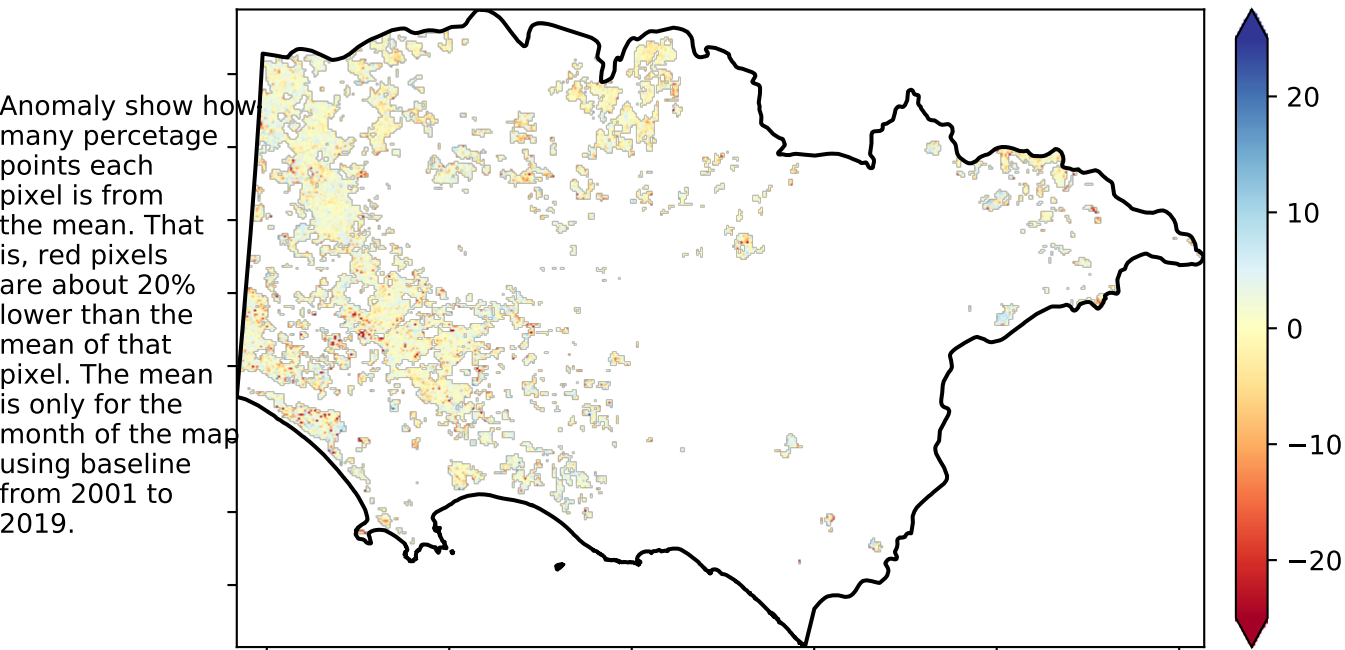 Anomaly show how
many percetage
points each
pixel is from
the mean. That
is, red pixels
are about 20%
lower than the
mean of that
pixel. The mean
is only for the
month of the map
using baseline
from 2001 to
2019.
20
10
0
−10
−20